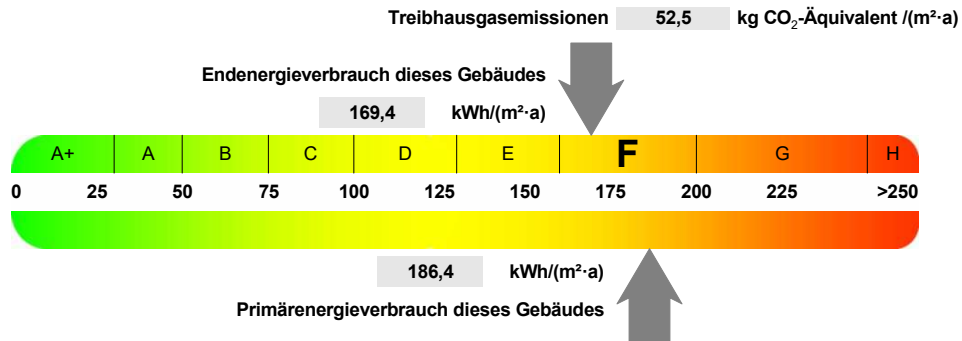 Treibhausgasemissionen 52,5 kg CO₂-Äquivalent /(m²·a)
Endenergieverbrauch dieses Gebäudes
169,4 kWh/(m²·a)
A+ A B C D E F G H
0 25 50 75 100 125 150 175 200 225 >250
186,4 kWh/(m²·a)
Primärenergieverbrauch dieses Gebäudes